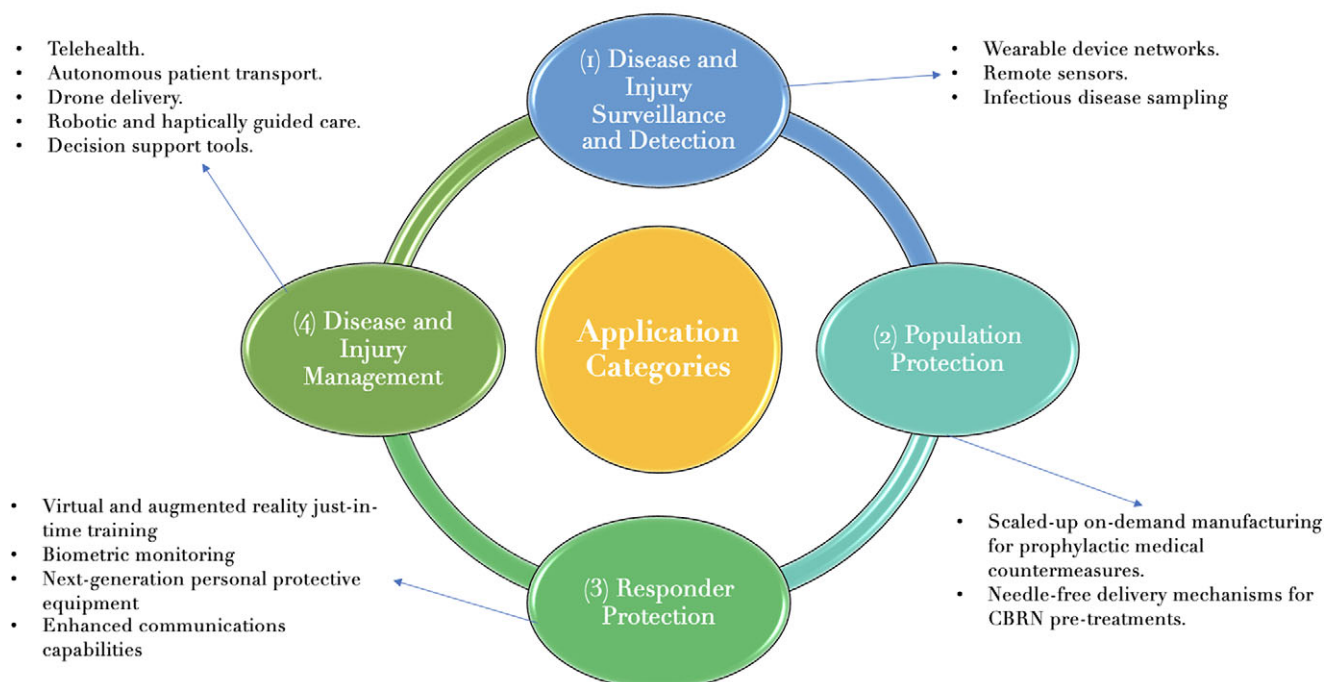 • Telehealth.
• Autonomous patient transport.
• Drone delivery.
• Robotic and haptically guided care.
• Decision support tools.
(1) Disease and
Injury
Surveillance
and Detection
• Wearable device networks.
• Remote sensors.
• Infectious disease sampling
(4) Disease and
Injury
Management
Application
Categories
(2) Population
Protection
• Virtual and augmented reality just-in-
time training
• Biometric monitoring
• Next-generation personal protective
equipment
• Enhanced communications
capabilities
(3) Responder
Protection
• Scaled-up on-demand manufacturing
for prophylactic medical
countermeasures.
• Needle-free delivery mechanisms for
CBRN pre-treatments.